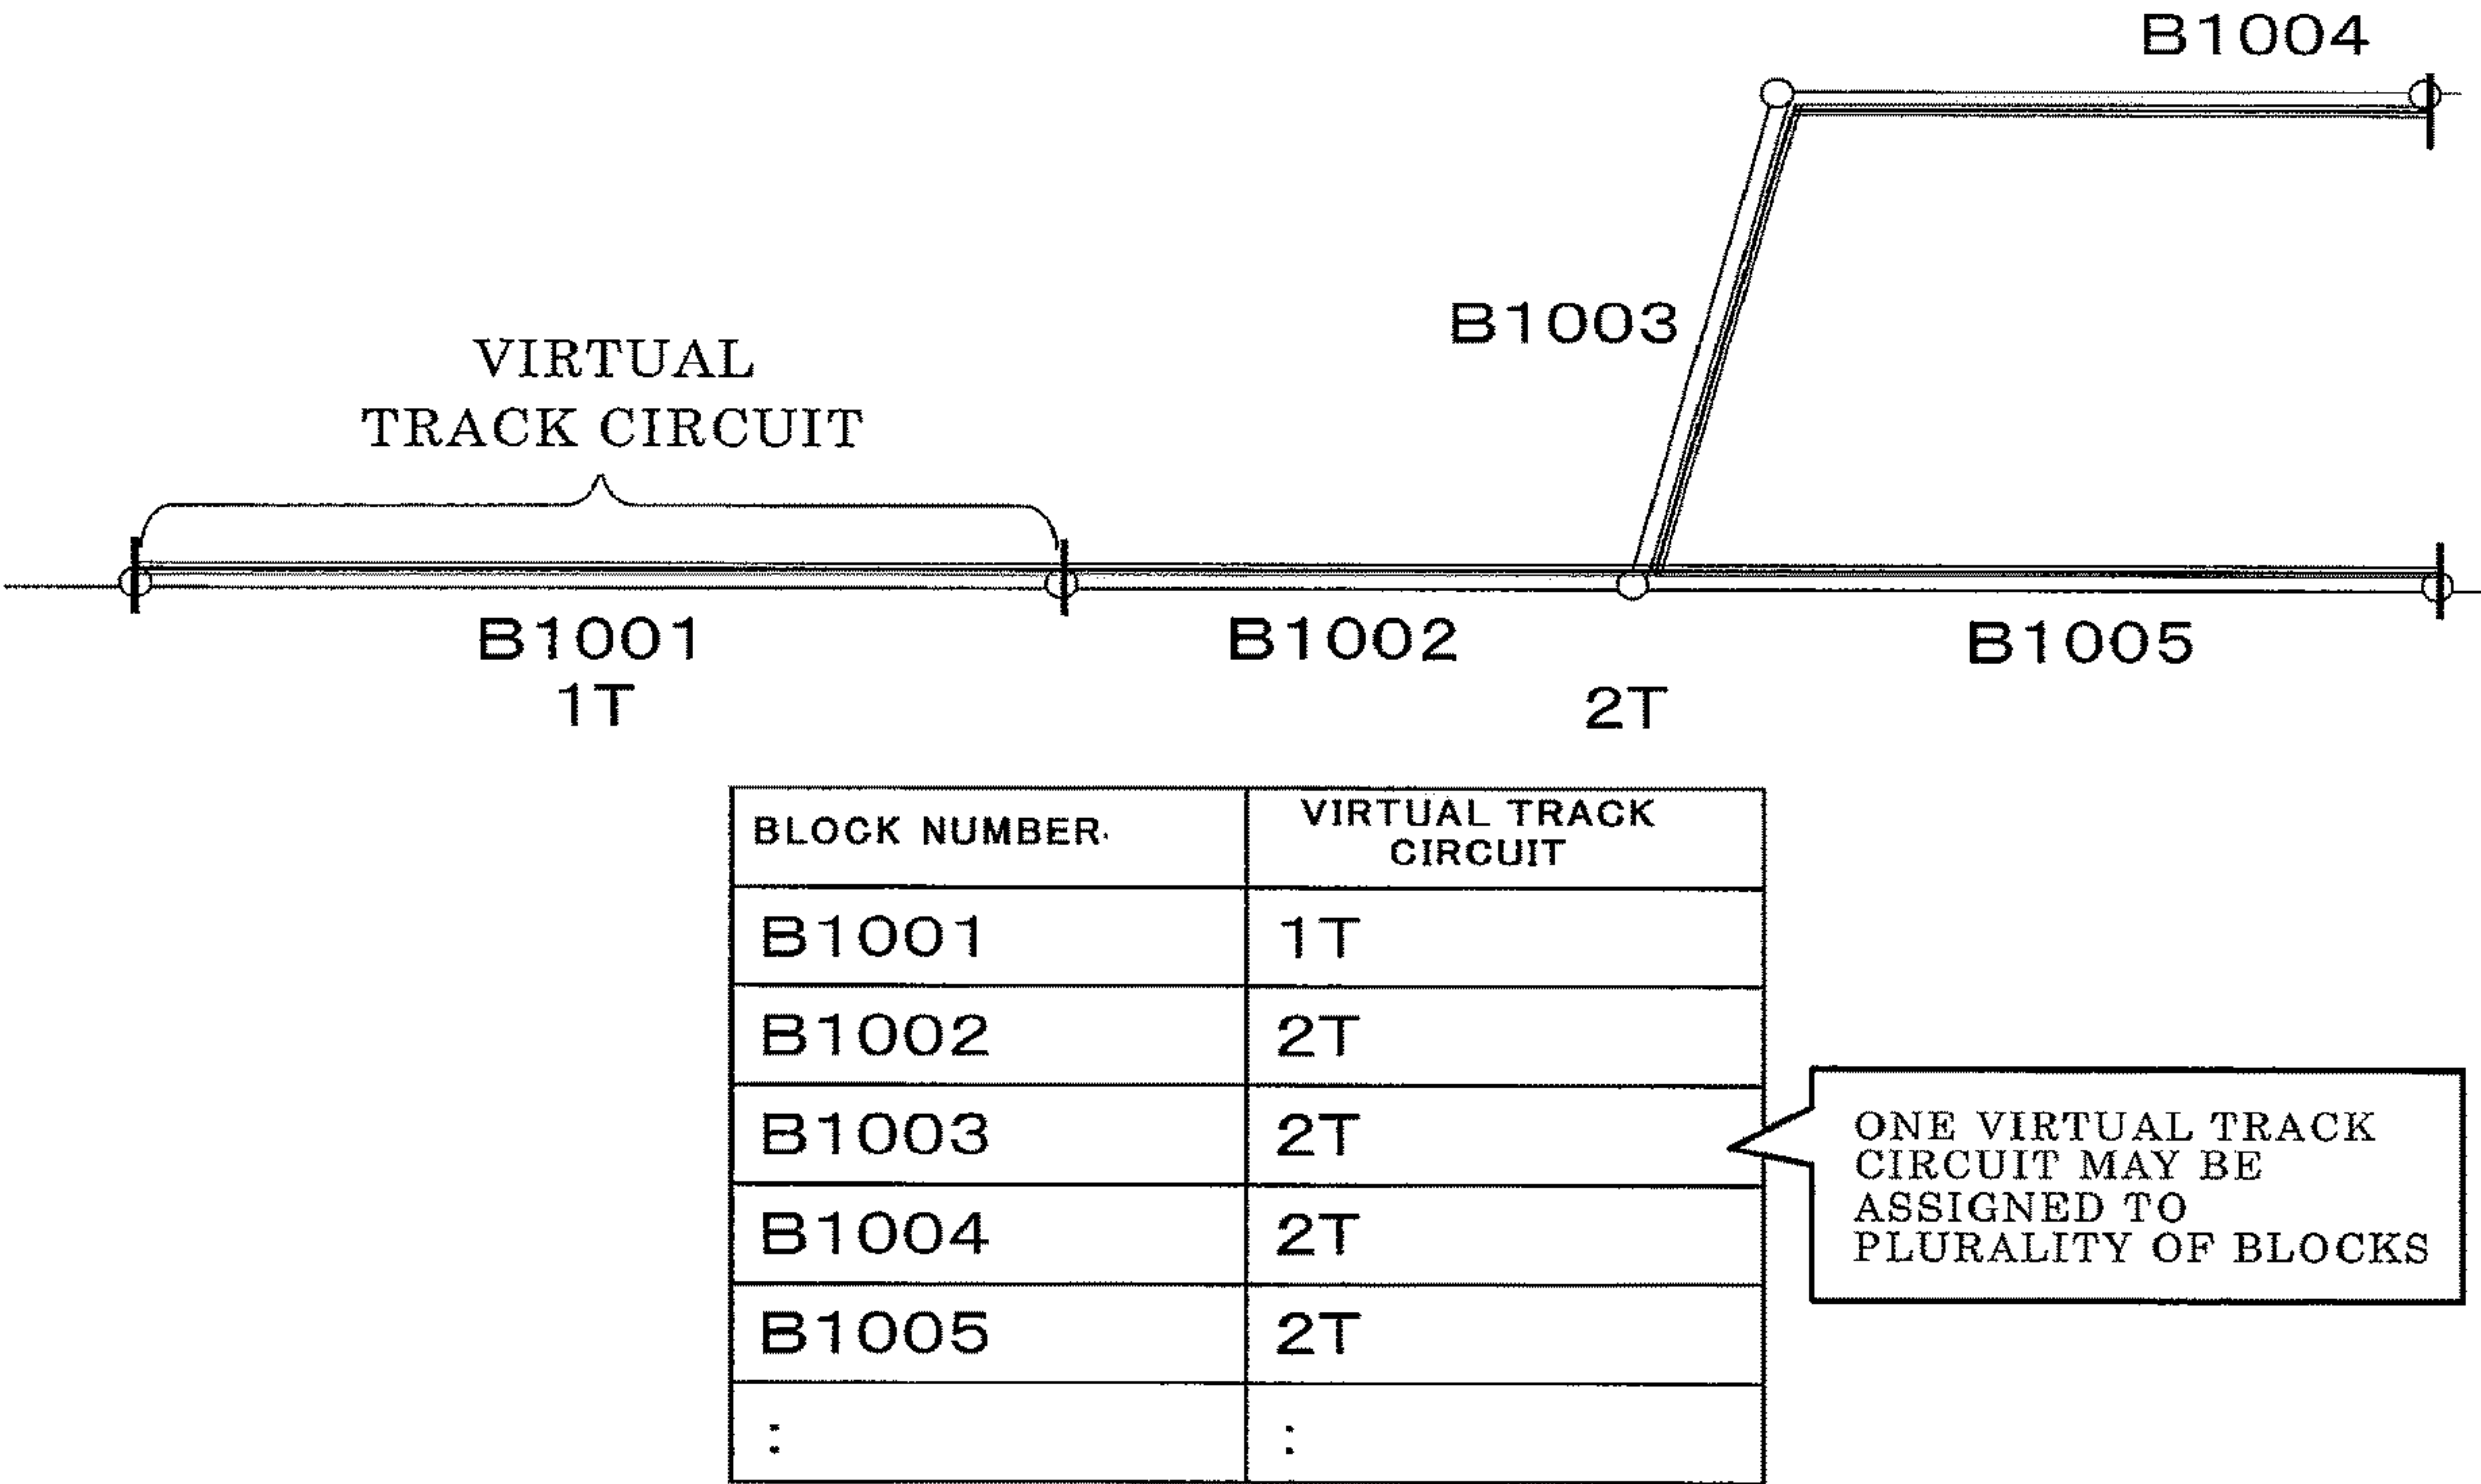 B1004
B1003
VIRTUAL
TRACK CIRCUIT
B1001
B1002
B1005
1T
2T
BLOCK NUMBER
VIRTUAL TRACK
CIRCUIT
B1001 1T
B1002 2T
B1003 2T
B1004 2T
B1005 2T
: :
ONE VIRTUAL TRACK
CIRCUIT MAY BE
ASSIGNED TO
PLURALITY OF BLOCKS